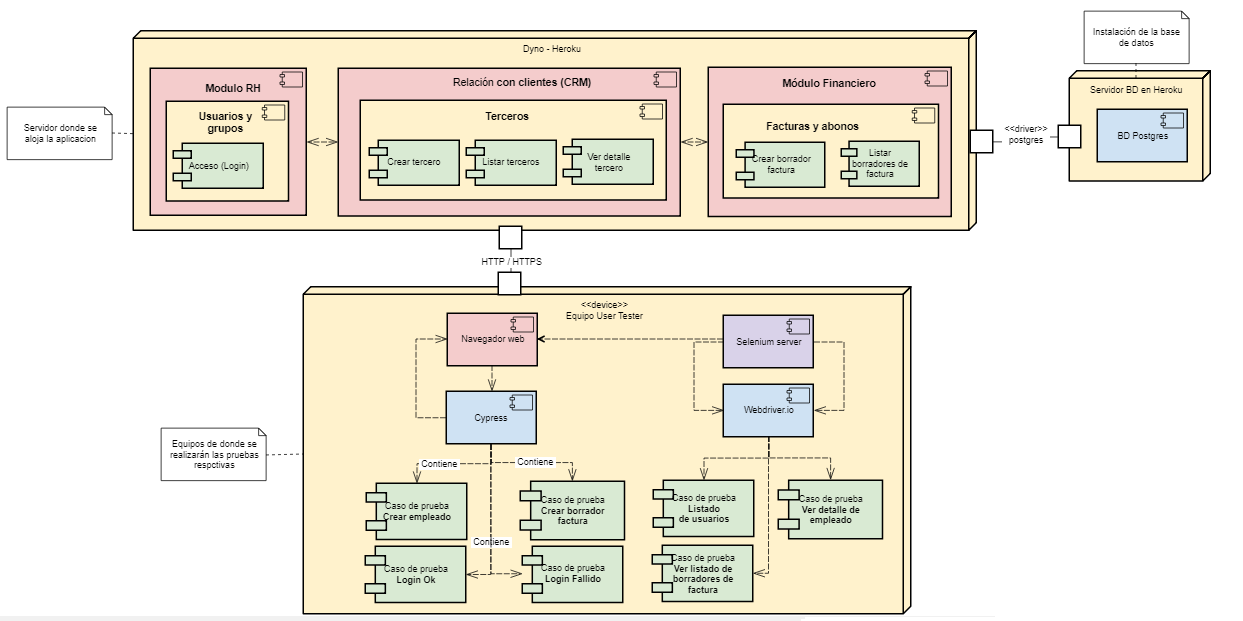 Instalación de la base
de datos
Dyno - Heroku
Servidor BD en Heroku
Modulo RH
Relación con clientes (CRM)
Módulo Financiero
Usuarios y
grupos
Terceros
Facturas y abonos
Servidor donde se
aloja la aplicacion
Acceso (Login)
Crear tercero
Listar terceros
Ver detalle
tercero
Crear borrador
factura
Listar
borradores de
factura
<<driver>>
postgres
BD Postgres
HTTP / HTTPS
<<device>>
Equipo User Tester
Navegador web
Selenium server
Cypress
Webdriver.io
Equipos de donde se
realizarán las pruebas
respctivas
Contiene
Contiene
Caso de prueba
Crear empleado
Caso de prueba
Crear borrador
factura
Caso de prueba
Listado
de usuarios
Caso de prueba
Ver detalle de
empleado
Contiene
Caso de prueba
Login Ok
Caso de prueba
Login Fallido
Caso de prueba
Ver listado de
borradores de
factura